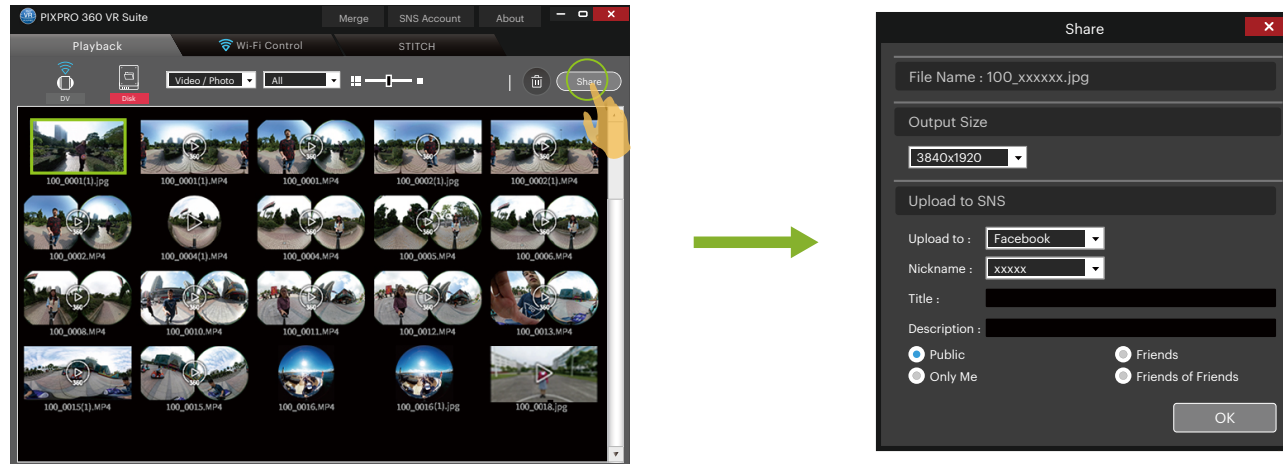 PIXPRO 360 VR Suite
Merge
SNS Account
About
Playback
Wi-Fi Control
STITCH
DV
Disk
Video / Photo
All
Share
100_0001(1).jpg
100_0001(1).MP4
100_0001.MP4
100_0002(1).jpg
100_0002(1).MP4
100_0002.MP4
100_0004(1).MP4
100_0004.MP4
100_0005.MP4
100_0006.MP4
100_0008.MP4
100_0010.MP4
100_0011.MP4
100_0012.MP4
100_0013.MP4
100_0015(1).MP4
100_0015.MP4
100_0016.MP4
100_0016(1).jpg
100_0018.jpg
Share
File Name : 100_xxxxxx.jpg
Output Size
3840x1920
Upload to SNS
Upload to : Facebook
Nickname : xxxxx
Title :
Description :
Public
Friends
Only Me
Friends of Friends
OK